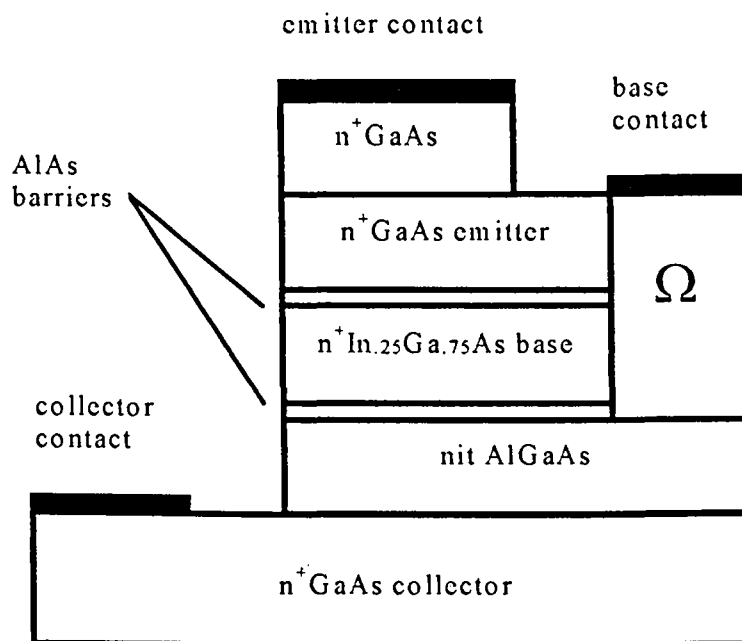 emitter contact
base
contact
n⁺GaAs
AlAs
barriers
n⁺GaAs emitter
Ω
n⁺In.25Ga.75As base
collector
contact
nit AlGaAs
n⁺GaAs collector